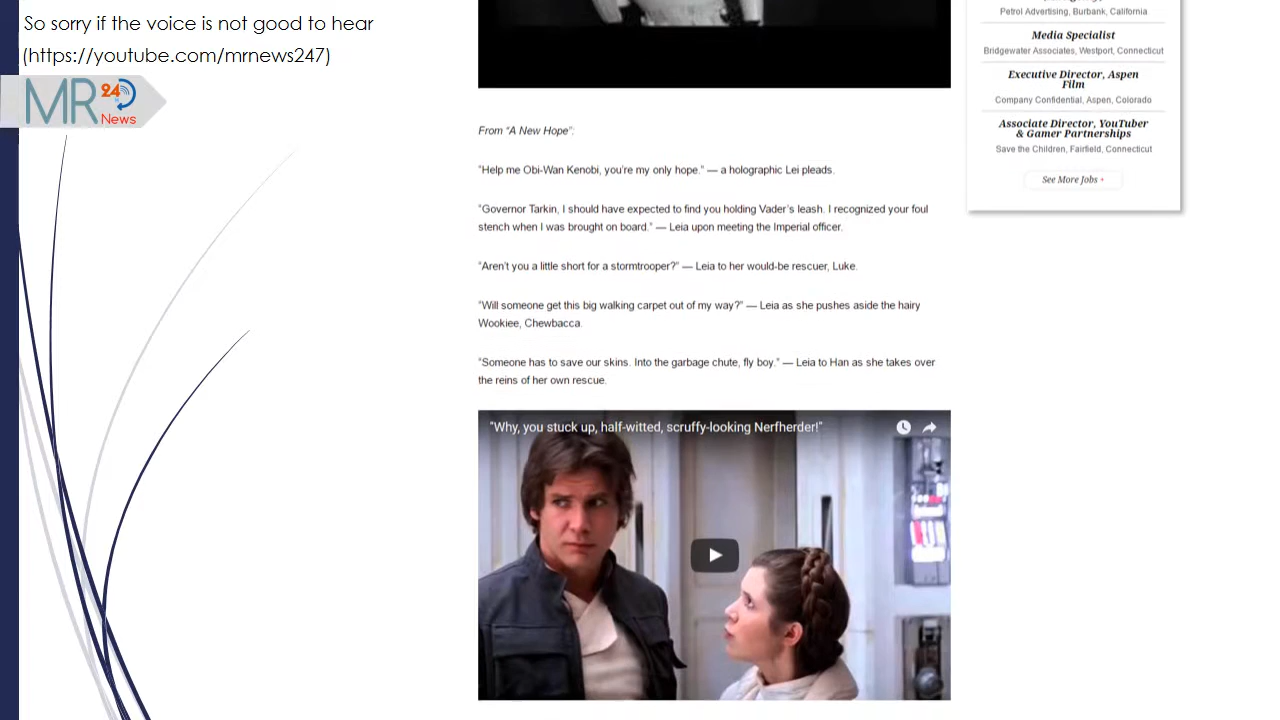 So sorry if the voice is not good to hear
(https://youtube.com/mrnews247)
MR
24
News
From "A New Hope":
"Help me Obi-Wan Kenobi, you're my only hope." — a holographic Lei pleads.
"Governor Tarkin, I should have expected to find you holding Vader's leash. I recognized your foul
stench when I was brought on board." — Leia upon meeting the Imperial officer.
"Aren't you a little short for a stormtrooper?" — Leia to her would-be rescuer, Luke.
"Will someone get this big walking carpet out of my way?" — Leia as she pushes aside the hairy
Wookiee, Chewbacca.
"Someone has to save our skins. Into the garbage chute, fly boy." — Leia to Han as she takes over
the reins of her own rescue.
"Why, you stuck up, half-witted, scruffy-looking Nerfherder!"
Petrol Advertising, Burbank, California
Media Specialist
Bridgewater Associates, Westport, Connecticut
Executive Director, Aspen
Film
Company Confidential, Aspen, Colorado
Associate Director, YouTuber
& Gamer Partnerships
Save the Children, Fairfield, Connecticut
See More Jobs +